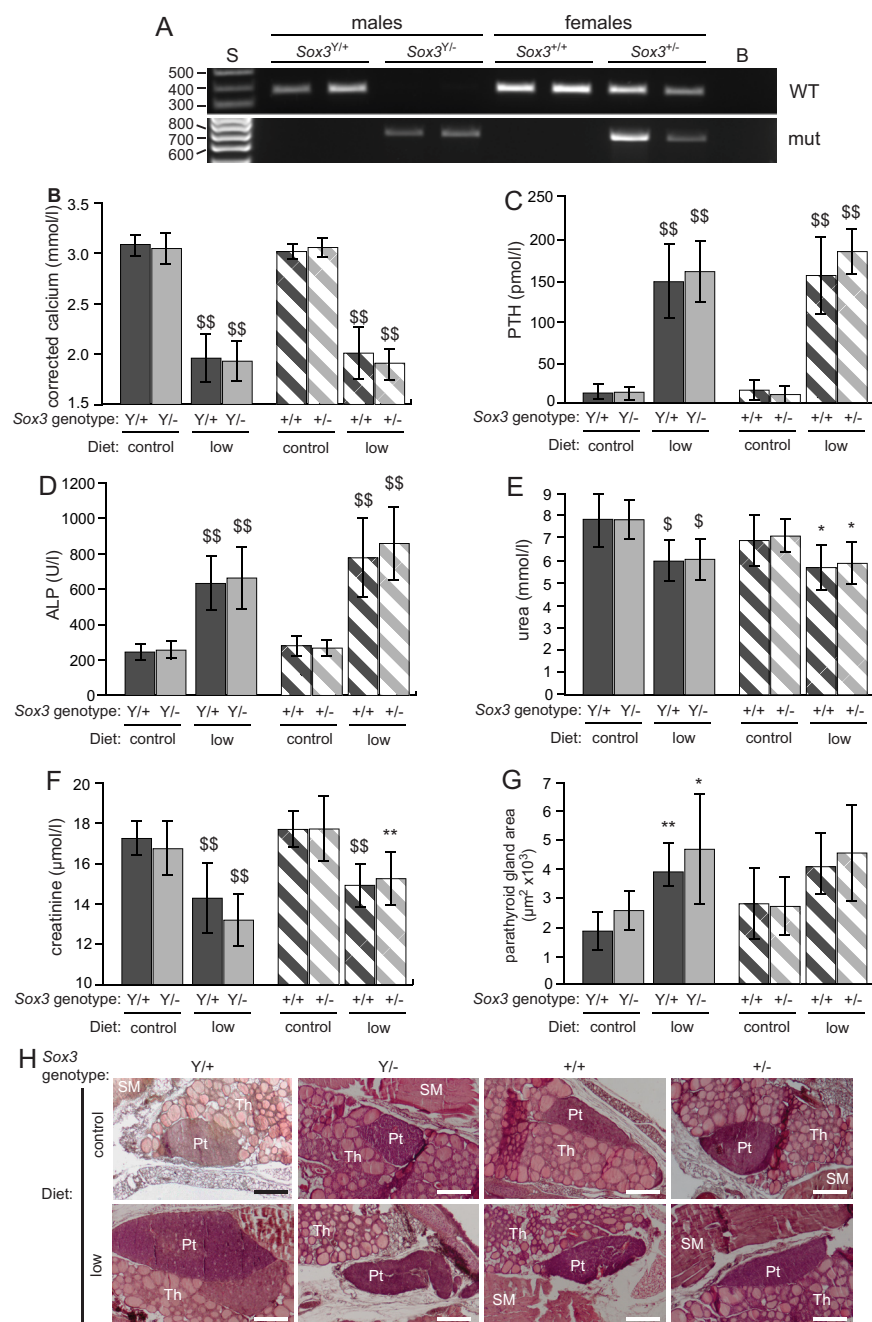 A
males
females
S
Sox3Y/+
Sox3Y/-
Sox3+/+
Sox3+/-
B
500
400
300
WT
800
700
600
mut
B
corrected calcium (mmol/l)
3.5
3.0
2.5
2.0
1.5
$$ $$ $$ $$
Sox3 genotype: Y/+ Y/- Y/+ Y/- +/+ +/- +/+ +/-
Diet: control low control low
C
PTH (pmol/l)
250
200
150
100
50
0
$$ $$ $$ $$
Y/+ Y/- Y/+ Y/- +/+ +/- +/+ +/-
control low control low
D
ALP (U/l)
1200
1000
800
600
400
200
0
$$ $$ $$ $$
Sox3 genotype: Y/+ Y/- Y/+ Y/- +/+ +/- +/+ +/-
Diet: control low control low
E
urea (mmol/l)
9
8
7
6
5
4
3
2
1
0
$ $ * *
Sox3 genotype: Y/+ Y/- Y/+ Y/- +/+ +/- +/+ +/-
Diet: control low control low
F
creatinine (µmol/l)
20
18
16
14
12
10
$$ $$ $$ **
Sox3 genotype: Y/+ Y/- Y/+ Y/- +/+ +/- +/+ +/-
Diet: control low control low
G
parathyroid gland area
(µm2 x103)
7
6
5
4
3
2
1
0
** *
Sox3 genotype: Y/+ Y/- Y/+ Y/- +/+ +/- +/+ +/-
Diet: control low control low
H
Sox3
genotype:
Y/+ Y/- +/+ +/-
Diet:
control
SM Th Pt
SM Pt Th
SM Pt Th
Pt Th SM
low
Pt Th
Th Pt
Th Pt SM
SM Pt Th